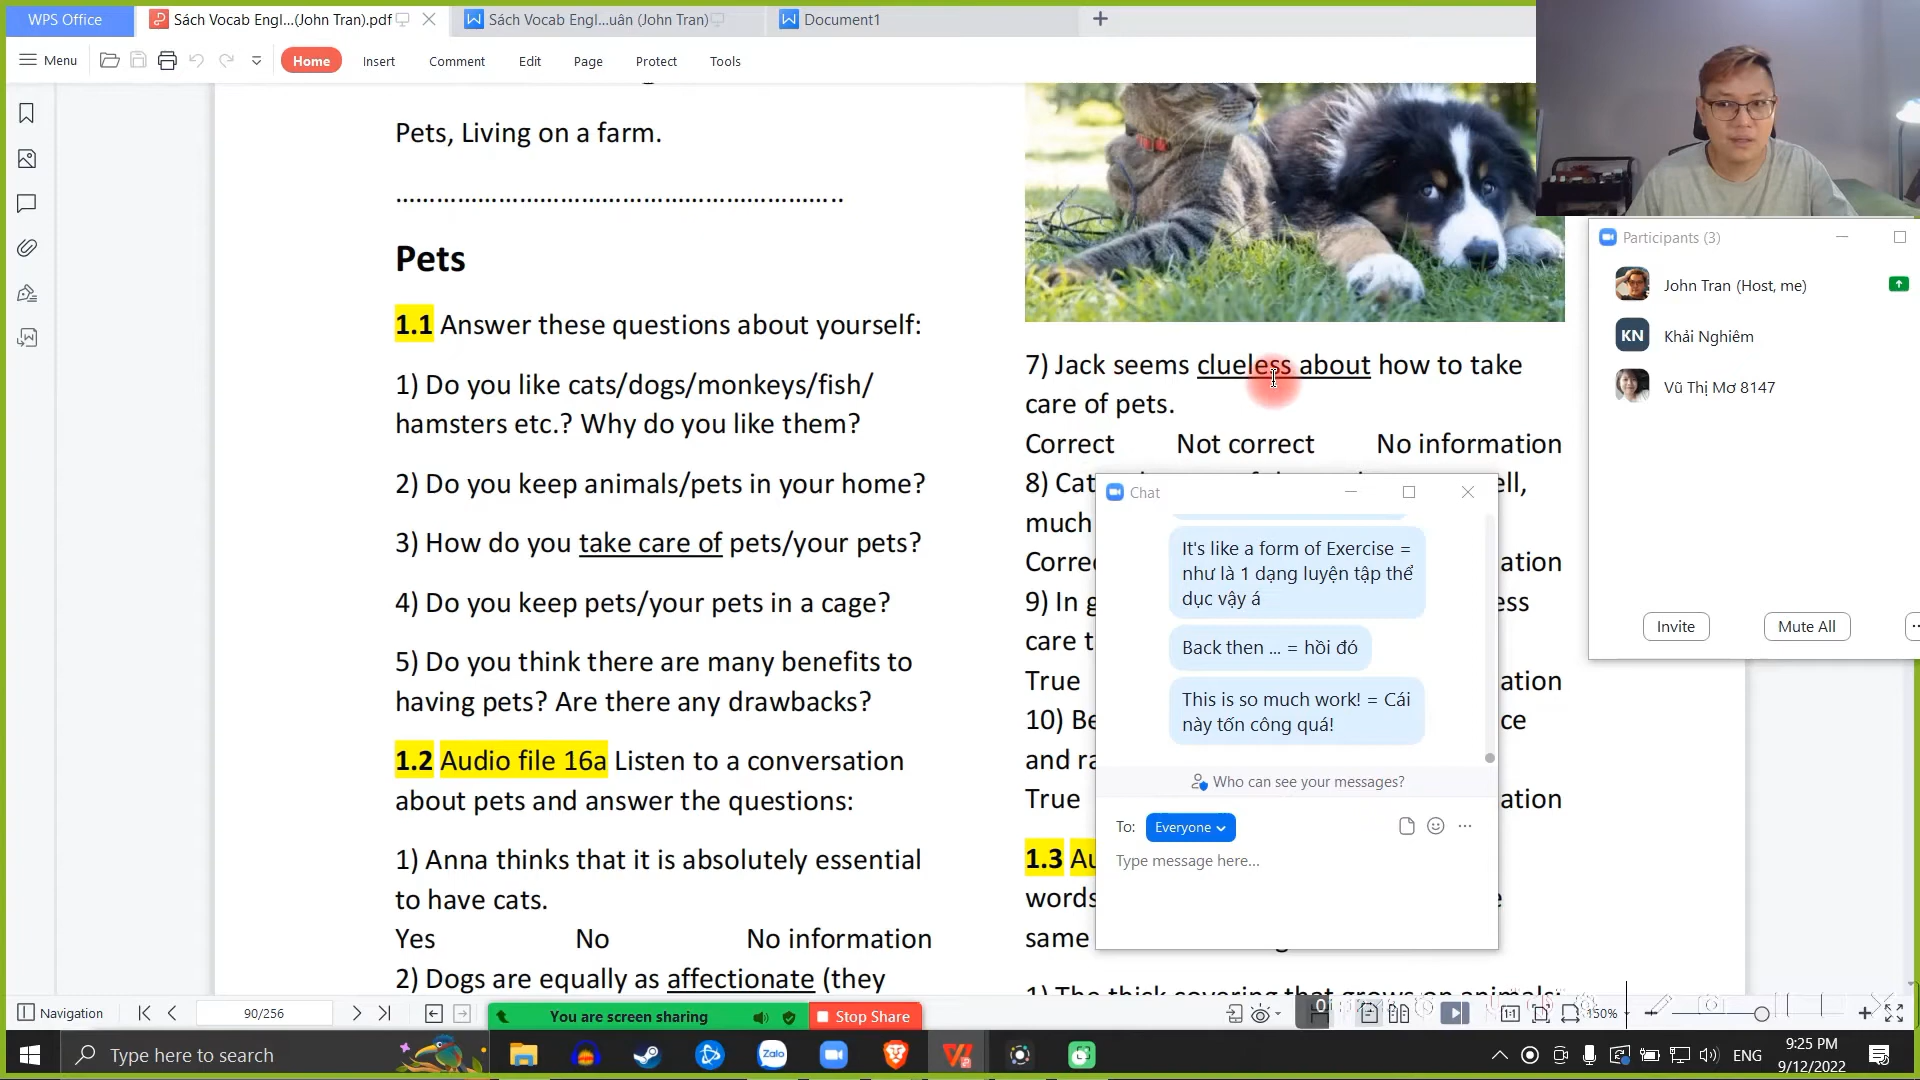 WPS Office
Sách Vocab Engl...(John Tran).pdf
Sách Vocab Engl...uân (John Tran)
Document1
Menu
Home
Insert
Comment
Edit
Page
Protect
Tools
Pets, Living on a farm.
Pets
1.1 Answer these questions about yourself:
1) Do you like cats/dogs/monkeys/fish/
hamsters etc.? Why do you like them?
2) Do you keep animals/pets in your home?
3) How do you take care of pets/your pets?
4) Do you keep pets/your pets in a cage?
5) Do you think there are many benefits to
having pets? Are there any drawbacks?
1.2 Audio file 16a Listen to a conversation
about pets and answer the questions:
1) Anna thinks that it is absolutely essential
to have cats.
Yes No No information
2) Dogs are equally as affectionate (they
7) Jack seems clueless about how to take
care of pets.
Correct Not correct No information
8) Cat
much
9) In g
care t
True
10) Be
and ra
True
1.3
words
same
Chat
It's like a form of Exercise =
như là 1 dạng luyện tập thể
dục vậy á
Back then ... = hồi đó
This is so much work! = Cái
này tốn công quá!
Who can see your messages?
To: Everyone
Type message here...
Participants (3)
John Tran (Host, me)
KN Khải Nghiêm
Vũ Thị Mơ 8147
Invite
Mute All
Navigation
90/256
You are screen sharing
Stop Share
150%
Type here to search
Zalo
ENG
9:25 PM
9/12/2022